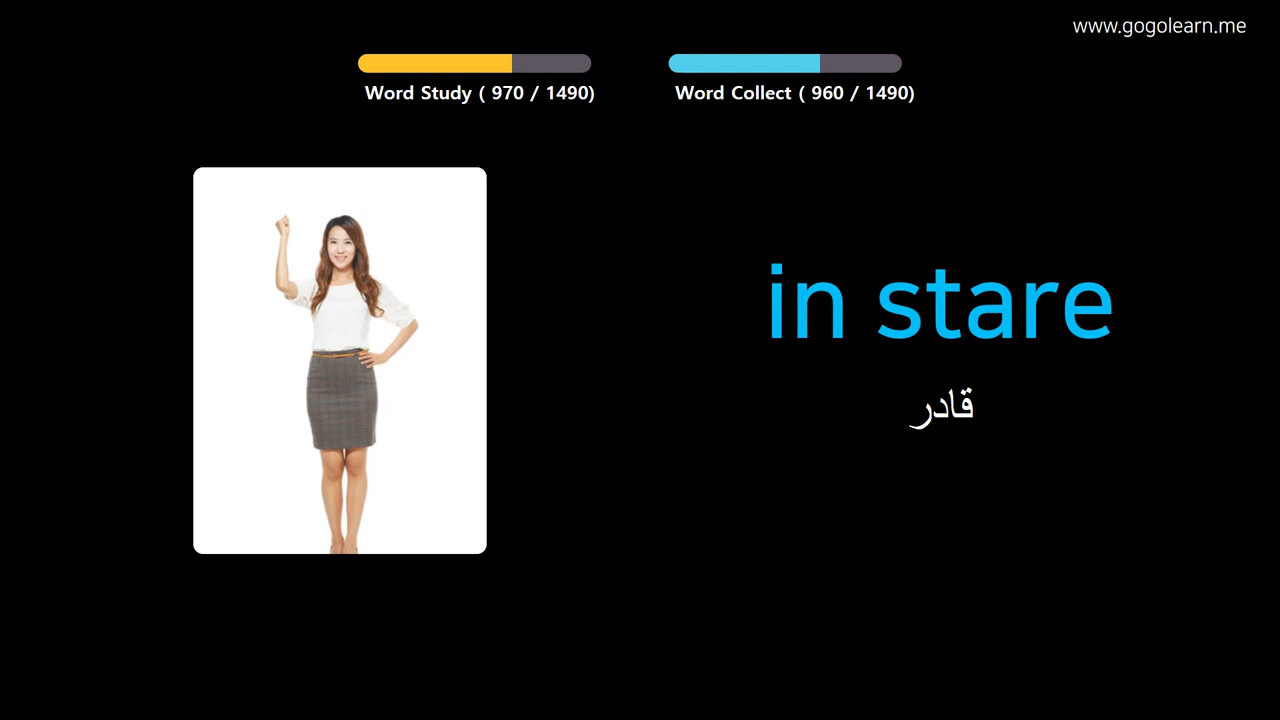 www.gogolearn.me
Word Study ( 970 / 1490)
Word Collect ( 960 / 1490)
in stare
قادر